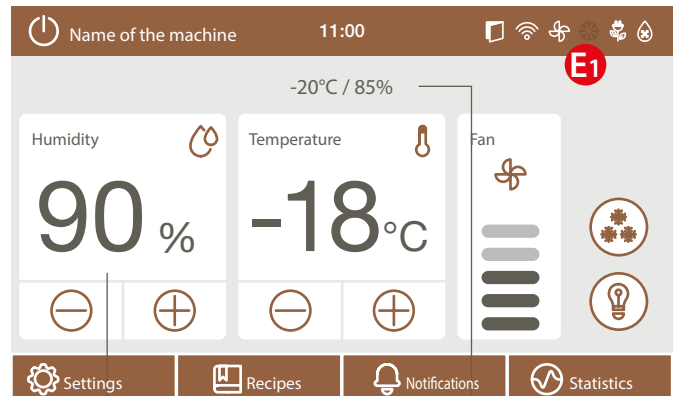 Name of the machine 11:00
E1
-20°C / 85%
Humidity Temperature Fan
90 % -18°C
Settings Recipes Notifications Statistics